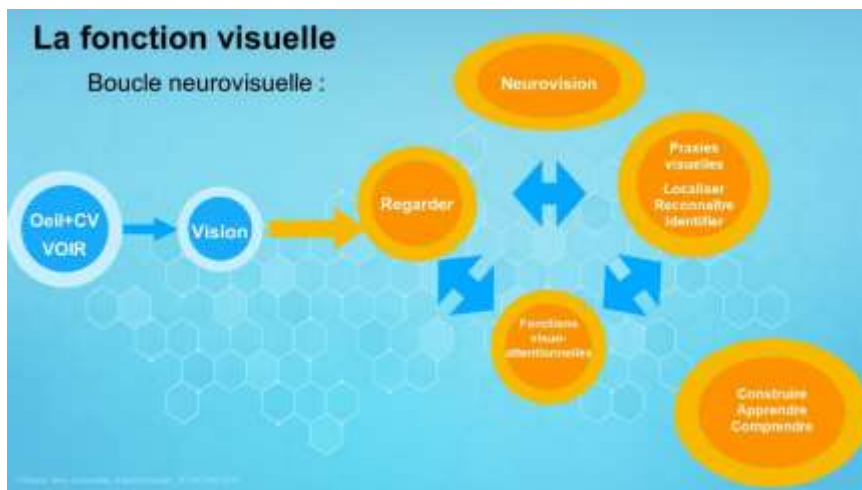 La fonction visuelle
Boucle neurovisuelle :
Neurovision
Praxies
visuelles
Localiser
Reconnaître
Identifier
Regarder
Oeil+CV
VOIR
Vision
Fonctions
visuo-
attentionnelles
Construire
Apprendre
Comprendre